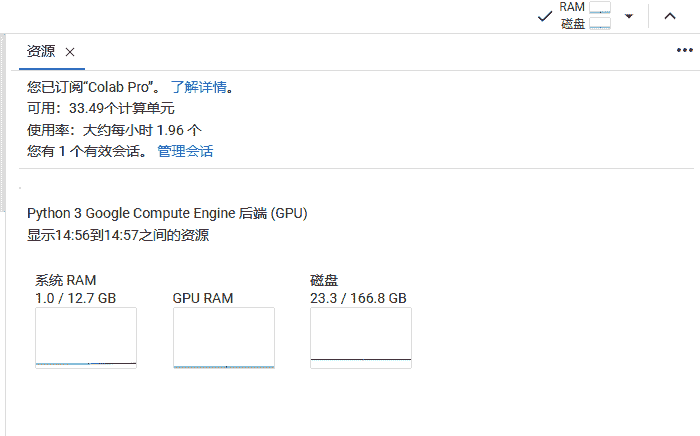 RAM
磁盘
资源 ×
您已订阅“Colab Pro”。 了解详情。
可用：33.49个计算单元
使用率：大约每小时 1.96 个
您有 1 个有效会话。 管理会话
Python 3 Google Compute Engine 后端 (GPU)
显示14:56到14:57之间的资源
系统 RAM
1.0 / 12.7 GB
GPU RAM
磁盘
23.3 / 166.8 GB